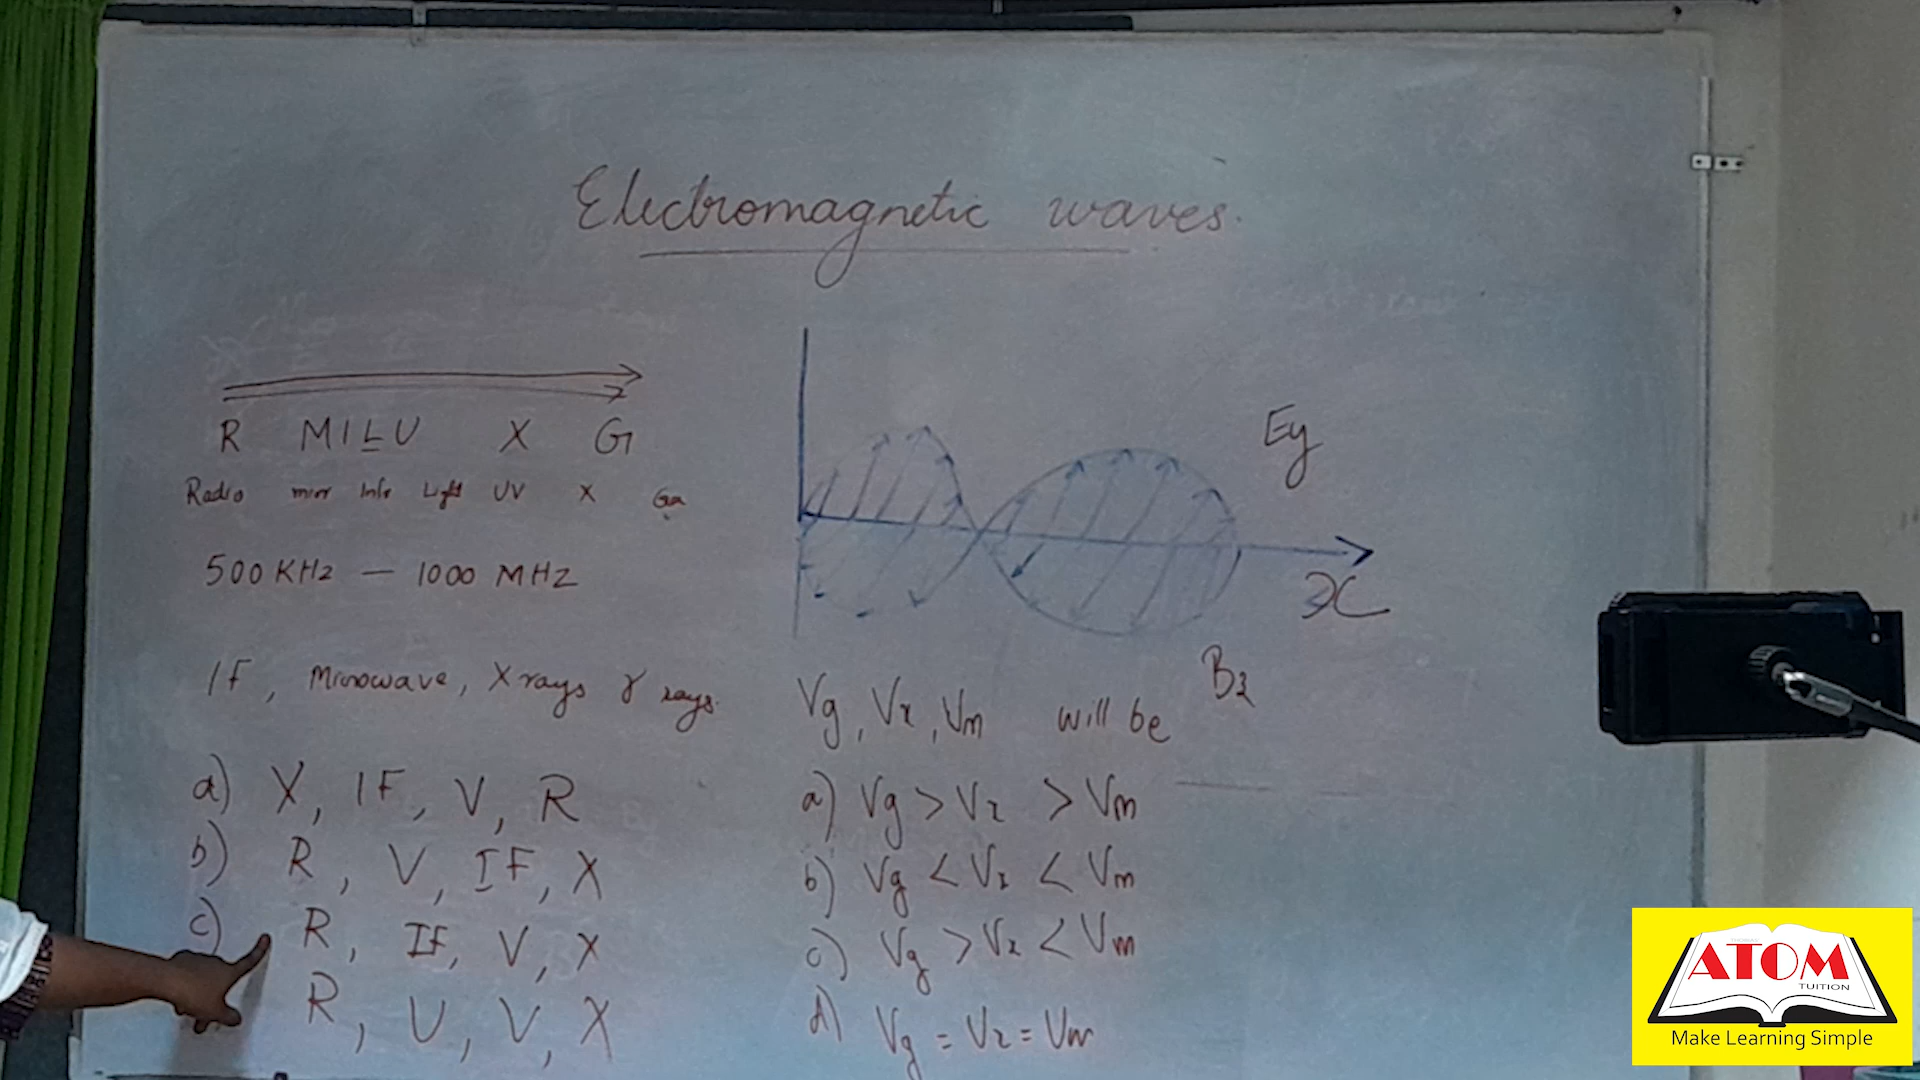 Electromagnetic waves.
R MILU X G
Radio micr Infr Light UV X Ga
500 KHz — 1000 MHZ
Ey
x
Bz
IF, Microwave, X rays γ rays.
a) X, IF, V, R
b) R, V, IF, X
c) R, IF, V, X
R, U, V, X
Vg, Vx, Vm will be
a) Vg > Vx > Vm
b) Vg < Vx < Vm
c) Vg > Vx < Vm
d) Vg = Vx = Vm
ATOM
TUITION
Make Learning Simple